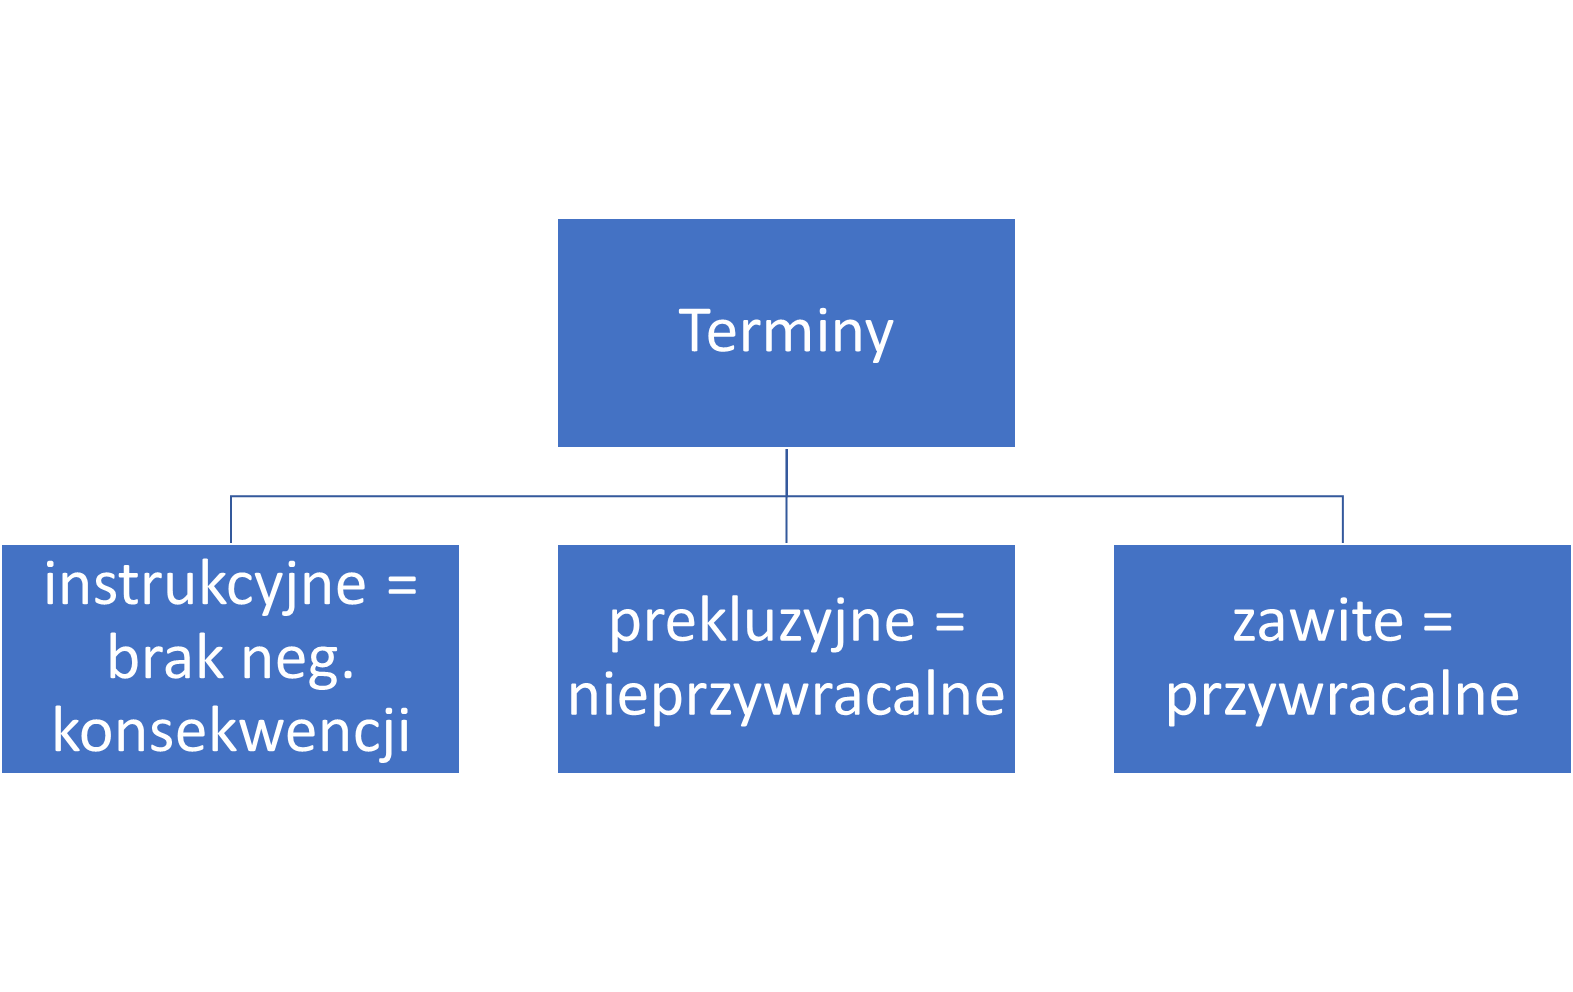 Terminy
instrukcyjne =
brak neg.
konsekwencji
prekluzyjne =
nieprzywracalne
zawite =
przywracalne